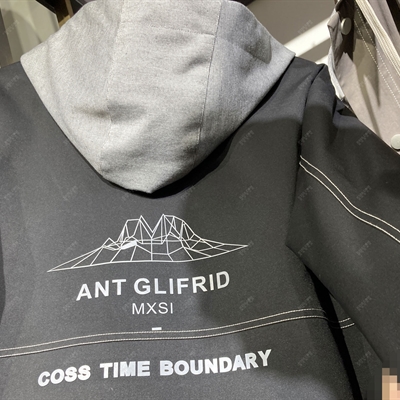 ANT GLIFRID
MXSI
COSS TIME BOUNDARY